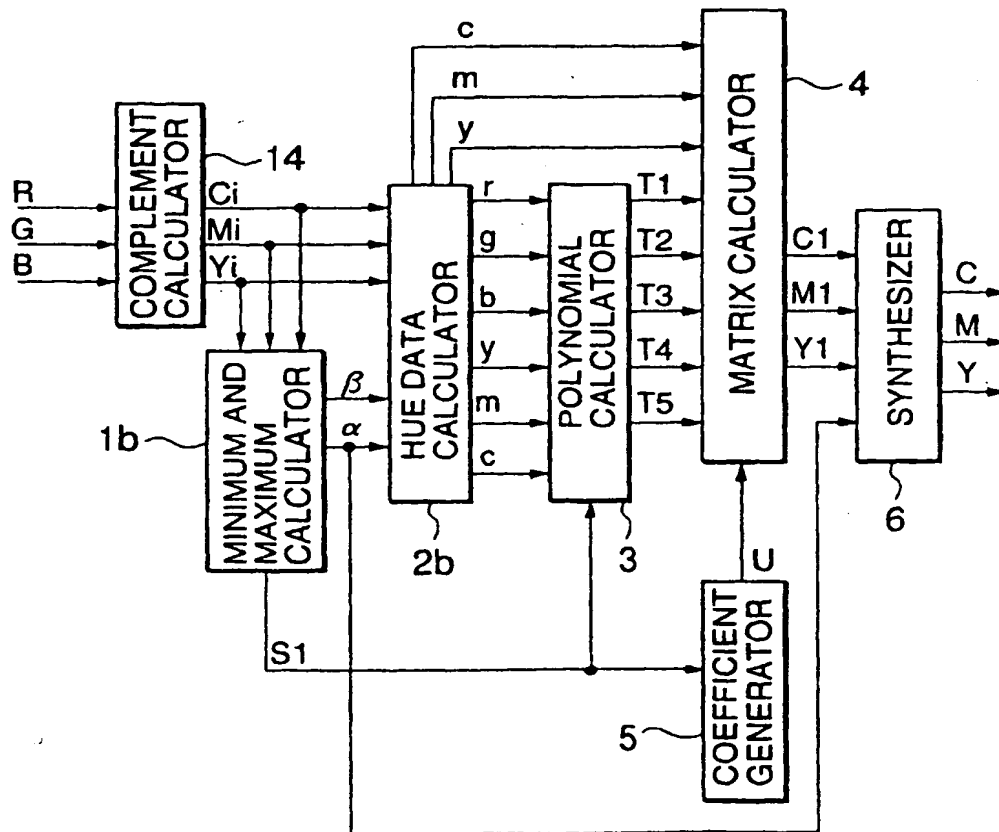 14
COMPLEMENT
CALCULATOR
R
G
B
Ci
Mi
Yi
MINIMUM AND
MAXIMUM
CALCULATOR
1b
β
α
S1
c
m
y
HUE DATA
CALCULATOR
2b
r
g
b
y
m
c
POLYNOMIAL
CALCULATOR
3
T1
T2
T3
T4
T5
MATRIX CALCULATOR
4
U
COEFFICIENT
GENERATOR
5
C1
M1
Y1
SYNTHESIZER
6
C
M
Y